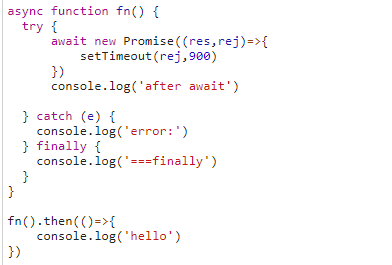 async function fn() {
  try {
      await new Promise((res,rej)=>{
          setTimeout(rej,900)
      })
      console.log('after await')

  } catch (e) {
    console.log('error:')
  } finally {
    console.log('===finally')
  }
}

fn().then(()=>{
    console.log('hello')
})